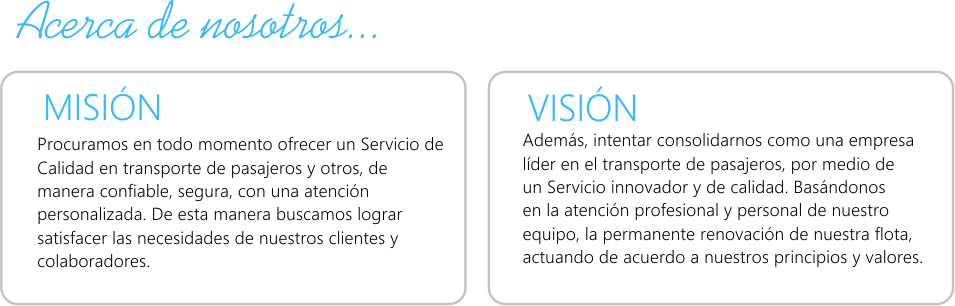 Acerca de nosotros...
MISIÓN
Procuramos en todo momento ofrecer un Servicio de
Calidad en transporte de pasajeros y otros, de
manera confiable, segura, con una atención
personalizada. De esta manera buscamos lograr
satisfacer las necesidades de nuestros clientes y
colaboradores.
VISIÓN
Además, intentar consolidarnos como una empresa
líder en el transporte de pasajeros, por medio de
un Servicio innovador y de calidad. Basándonos
en la atención profesional y personal de nuestro
equipo, la permanente renovación de nuestra flota,
actuando de acuerdo a nuestros principios y valores.